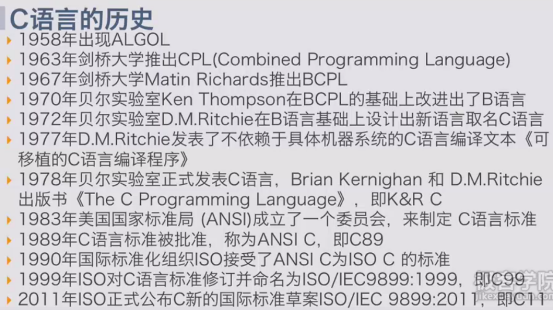 C语言的历史
1958年出现ALGOL
1963年剑桥大学推出CPL(Combined Programming Language)
1967年剑桥大学Matin Richards推出BCPL
1970年贝尔实验室Ken Thompson在BCPL的基础上改进出了B语言
1972年贝尔实验室D.M.Ritchie在B语言基础上设计出新语言取名C语言
1977年D.M.Ritchie发表了不依赖于具体机器系统的C语言编译文本《可
移植的C语言编译程序》
1978年贝尔实验室正式发表C语言，Brian Kernighan 和 D.M.Ritchie
出版书《The C Programming Language》，即K&R C
1983年美国国家标准局 (ANSI)成立了一个委员会，来制定 C语言标准
1989年C语言标准被批准，称为ANSI C，即C89
1990年国际标准化组织ISO接受了ANSI C为ISO C 的标准
1999年ISO对C语言标准修订并命名为ISO/IEC9899:1999，即C99
2011年ISO正式公布C新的国际标准草案ISO/IEC 9899:2011，即C11